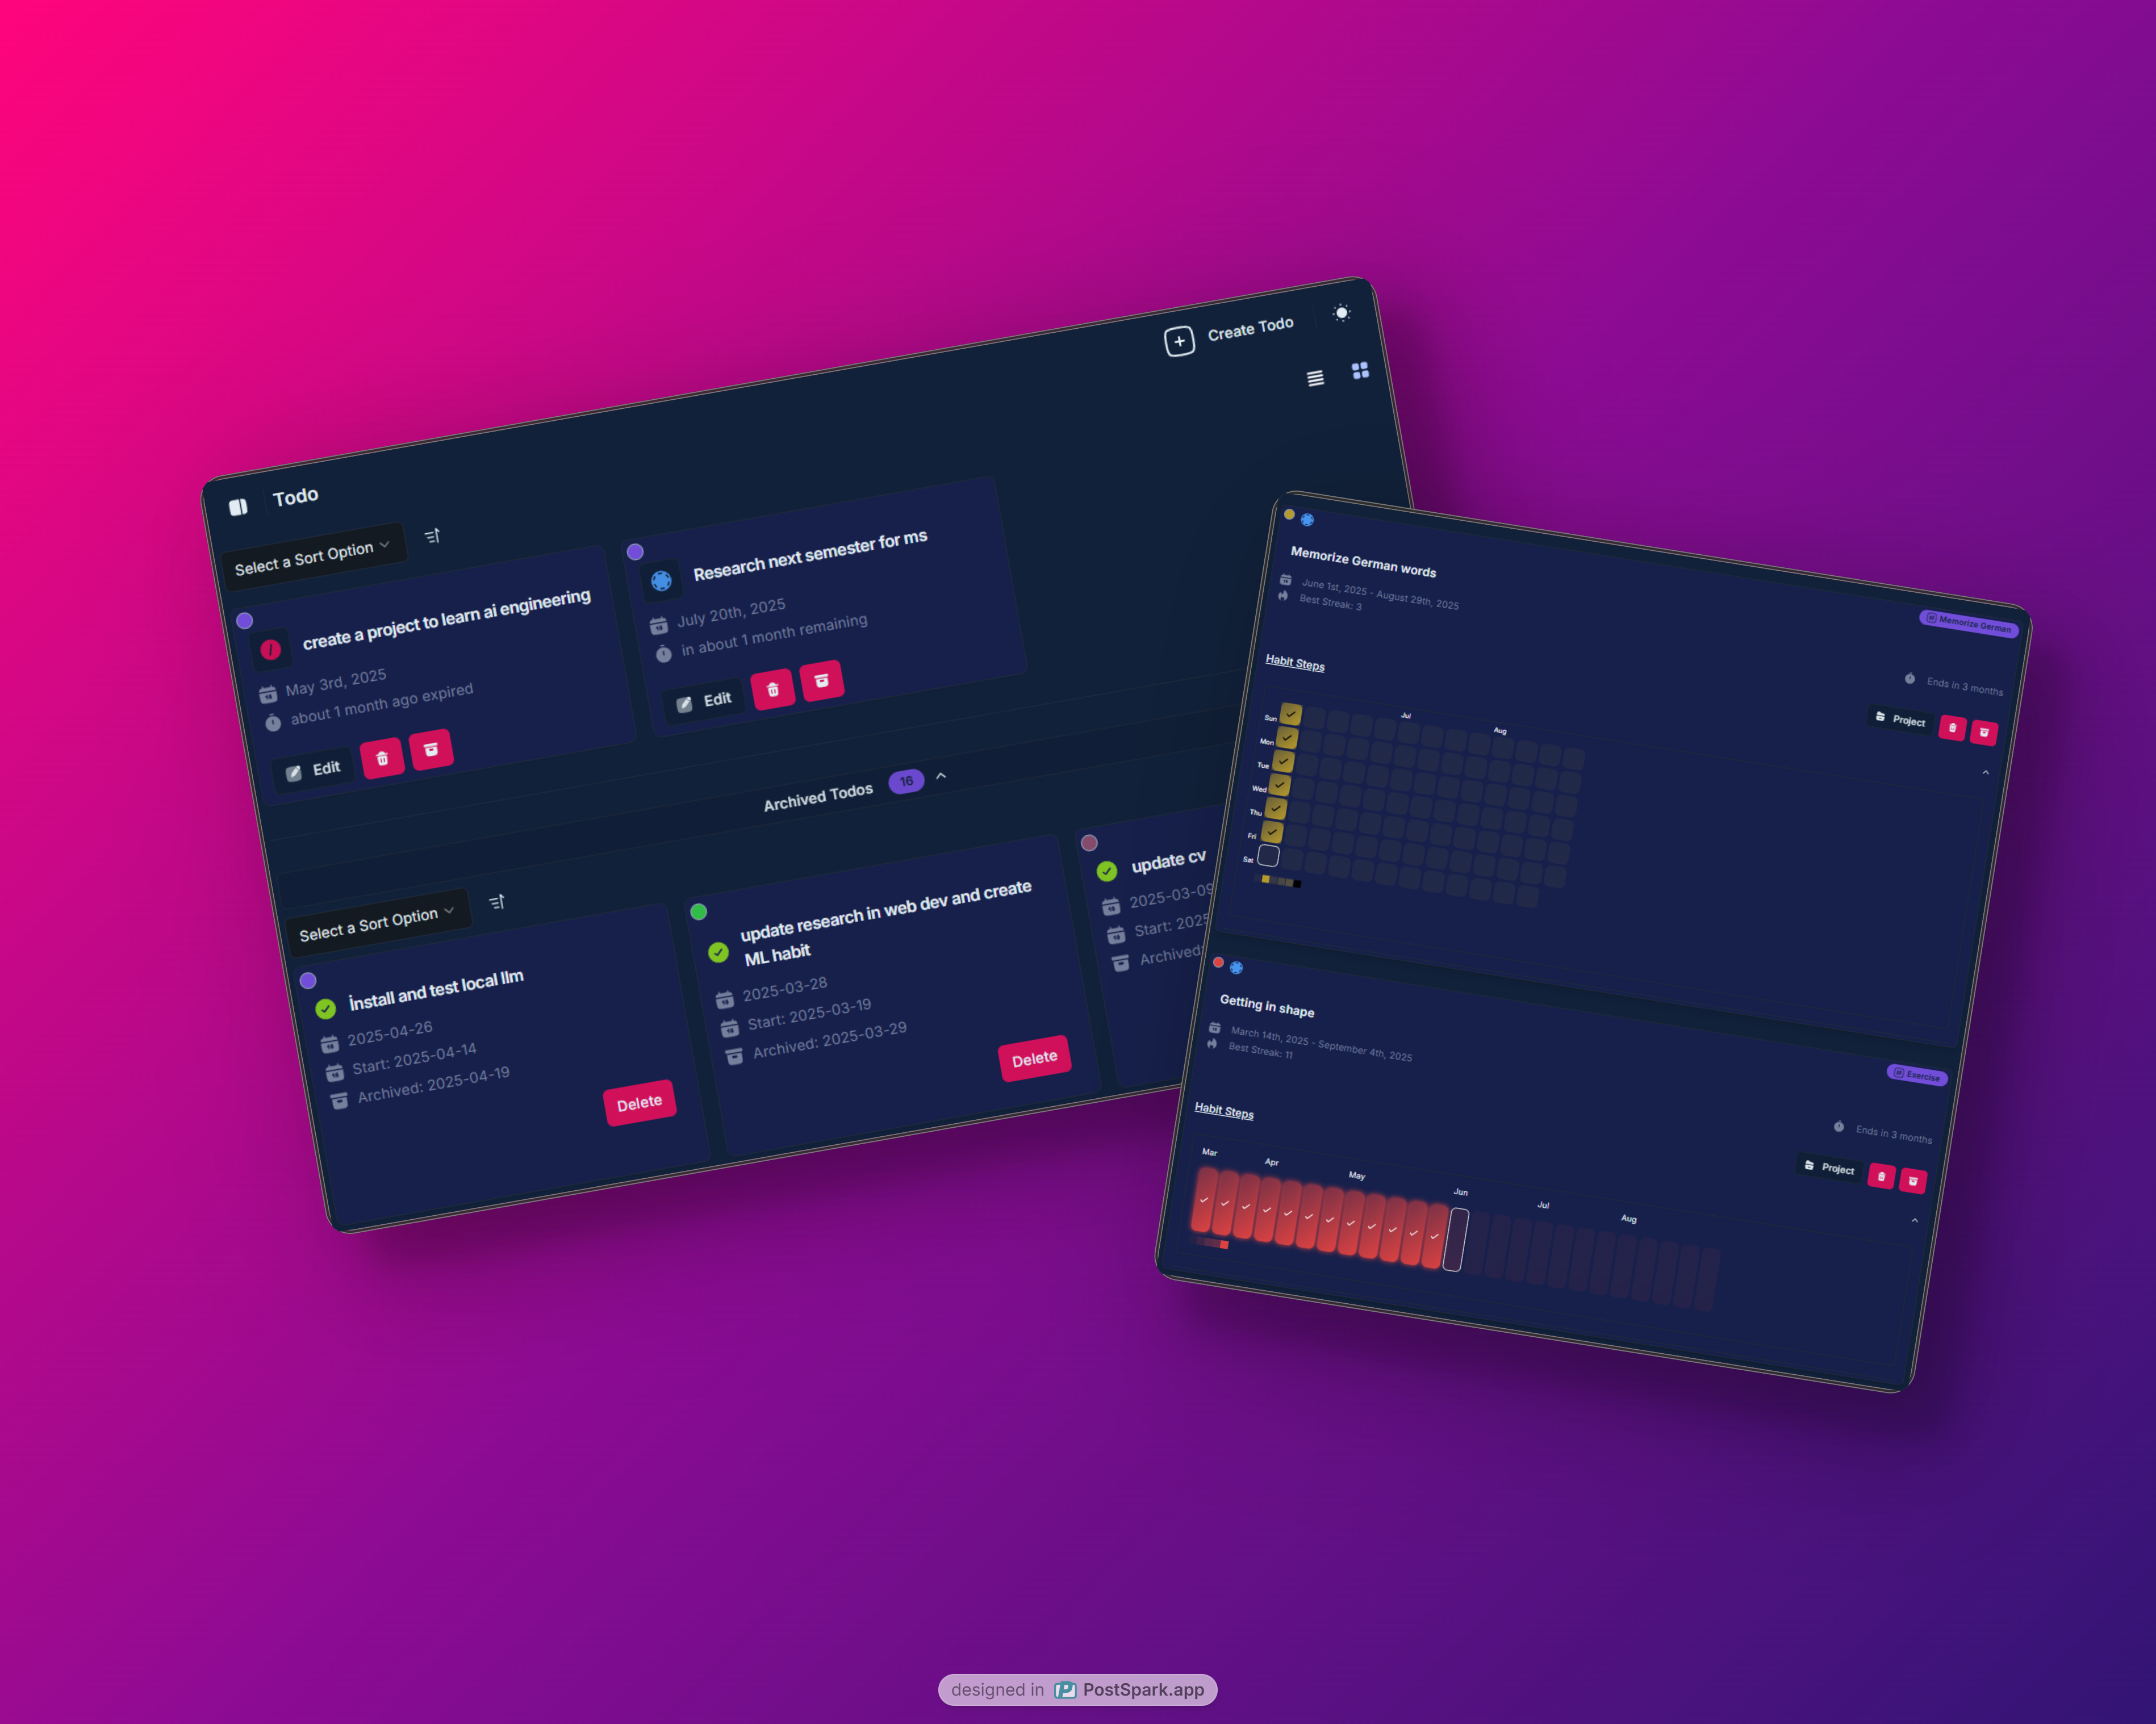 Todo
Create Todo
Select a Sort Option
create a project to learn ai engineering
May 3rd, 2025
about 1 month ago expired
Edit
Research next semester for ms
July 20th, 2025
in about 1 month remaining
Edit
Archived Todos 16
Select a Sort Option
İnstall and test local llm
2025-04-26
Start: 2025-04-14
Archived: 2025-04-19
Delete
update research in web dev and create
ML habit
2025-03-28
Start: 2025-03-19
Archived: 2025-03-29
Delete
update cv
2025-03-09
Start: 2025
Archived:
Memorize German words
June 1st, 2025 - August 29th, 2025
Best Streak: 3
Memorize German
Habit Steps
Ends in 3 months
Project
Jul
Aug
Sun
Mon
Tue
Wed
Thu
Fri
Sat
Getting in shape
March 14th, 2025 - September 4th, 2025
Best Streak: 11
Exercise
Habit Steps
Ends in 3 months
Project
Mar
Apr
May
Jun
Jul
Aug
designed in PostSpark.app